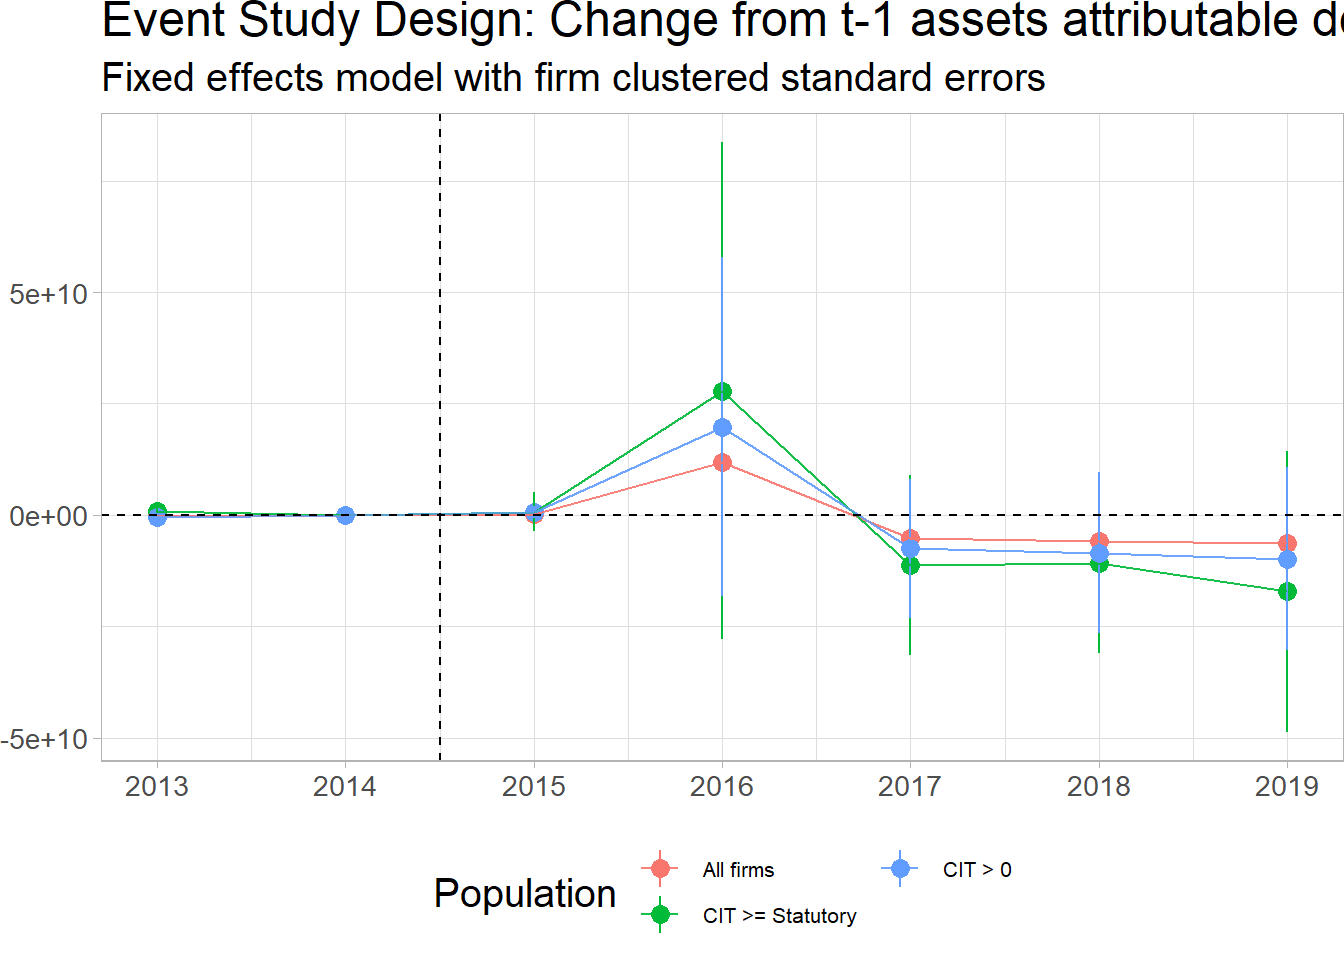 Event Study Design: Change from t-1 assets attributable
Fixed effects model with firm clustered standard errors
5e+10
0e+00
-5e+10
2013 2014 2015 2016 2017 2018 2019
Population
All firms
CIT > 0
CIT >= Statutory